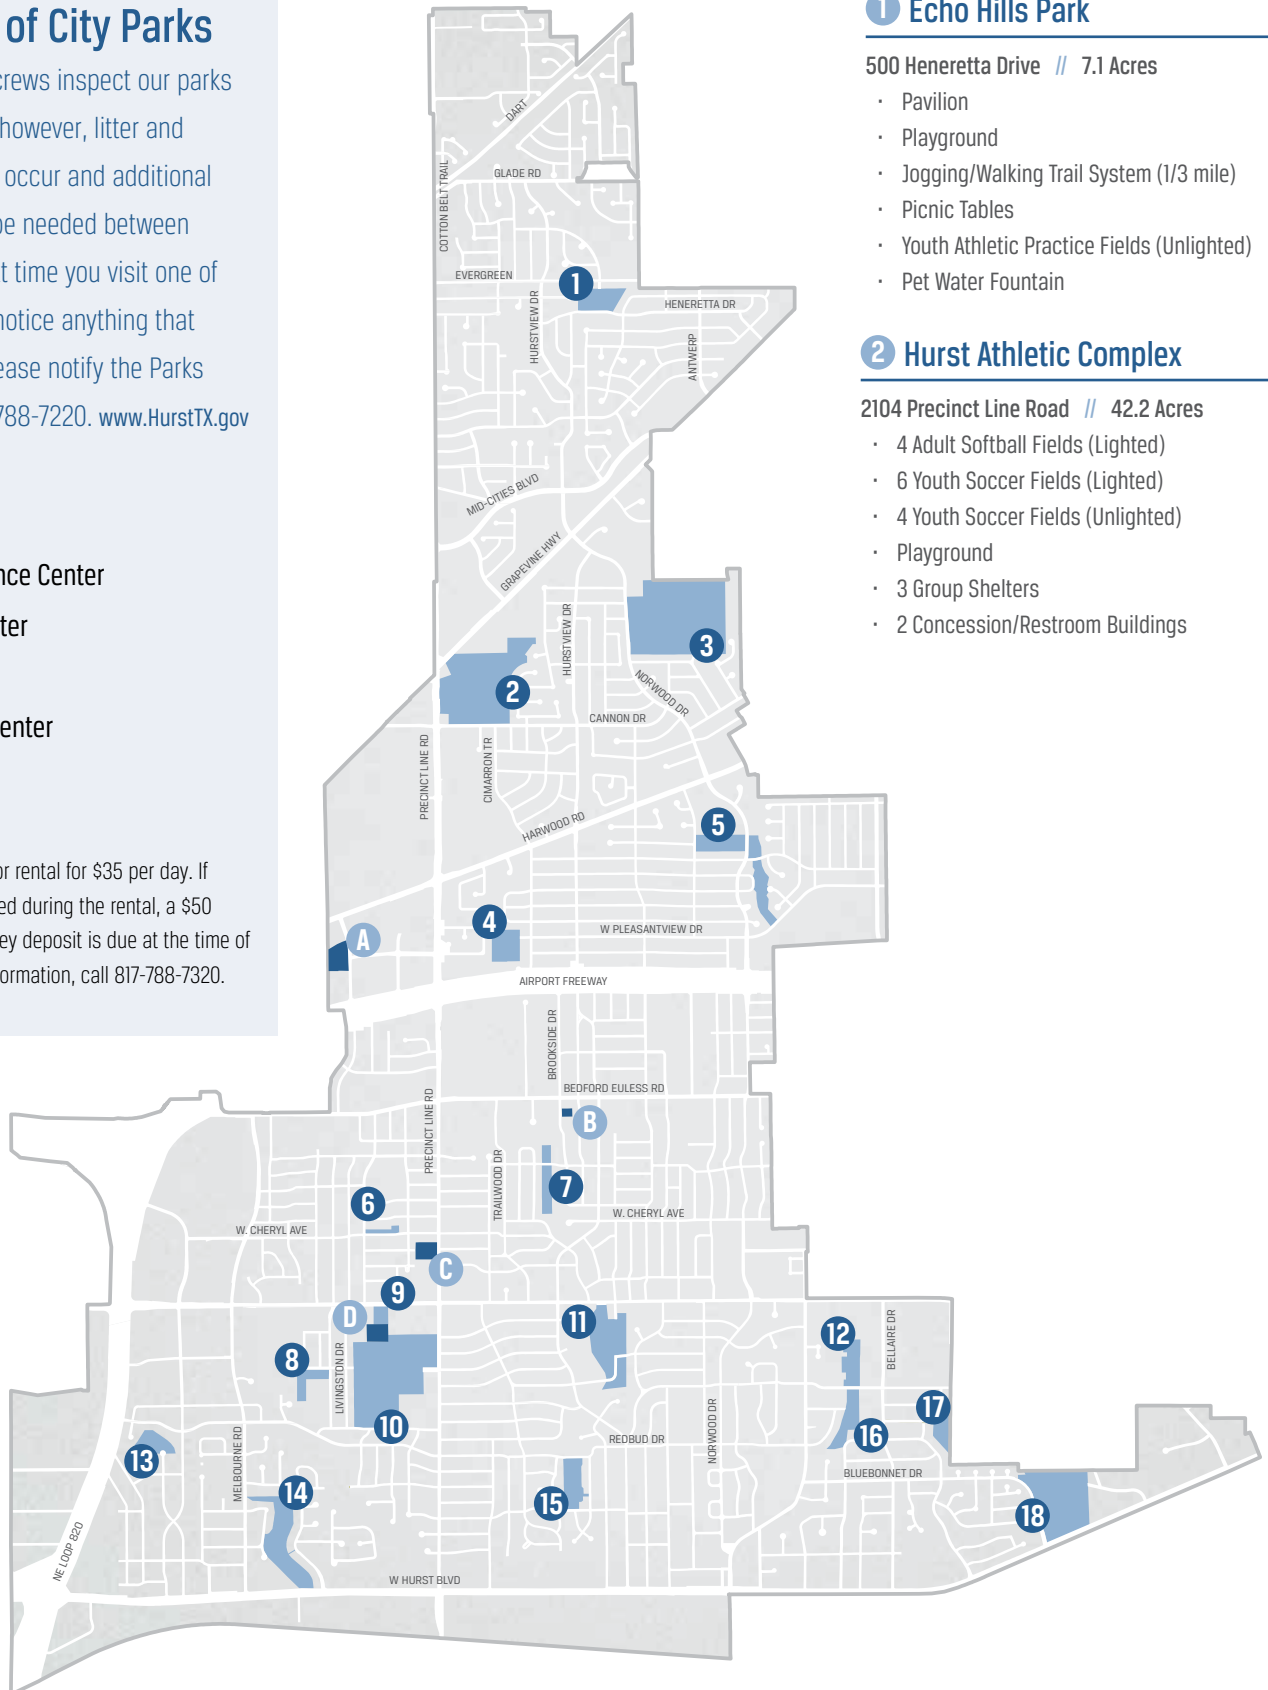 of City Parks
crews inspect our parks
however, litter and
occur and additional
be needed between
t time you visit one of
notice anything that
ease notify the Parks
788-7220. www.HurstTX.gov
nce Center
ter
enter
or rental for $35 per day. If
ed during the rental, a $50
ey deposit is due at the time of
ormation, call 817-788-7320.
1 Echo Hills Park
500 Heneretta Drive // 7.1 Acres
· Pavilion
· Playground
· Jogging/Walking Trail System (1/3 mile)
· Picnic Tables
· Youth Athletic Practice Fields (Unlighted)
· Pet Water Fountain
2 Hurst Athletic Complex
2104 Precinct Line Road // 42.2 Acres
· 4 Adult Softball Fields (Lighted)
· 6 Youth Soccer Fields (Lighted)
· 4 Youth Soccer Fields (Unlighted)
· Playground
· 3 Group Shelters
· 2 Concession/Restroom Buildings
DART
GLADE RD
COTTON BELT TRAIL
EVERGREEN
1
HENERETTA DR
HURSTVIEW DR
ANTWERP
MID-CITIES BLVD
GRAPEVINE HWY
HURSTVIEW DR
3
2
NORWOOD DR
CANNON DR
PRECINCT LINE RD
CIMARRON TR
HARWOOD RD
5
4
W PLEASANTVIEW DR
A
AIRPORT FREEWAY
BROOKSIDE DR
BEDFORD EULESS RD
B
PRECINCT LINE RD
TRAILWOOD DR
7
6
W. CHERYL AVE
W. CHERYL AVE
C
9
D
11
12
BELLAIRE DR
8
LIVINGSTON DR
10
17
16
NORWOOD DR
REDBUD DR
13
MELBOURNE RD
BLUEBONNET DR
14
15
18
NE LOOP 820
W HURST BLVD